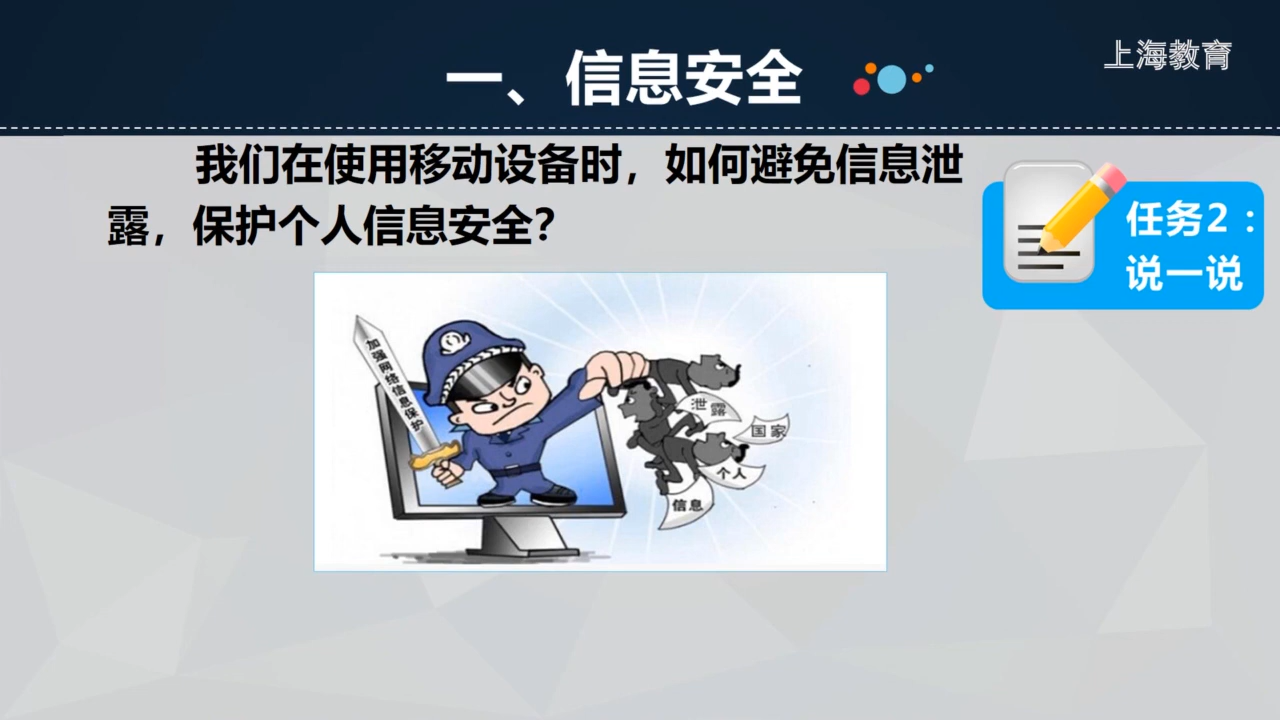 上海教育
一、信息安全
我们在使用移动设备时，如何避免信息泄
露，保护个人信息安全？
任务2：
说一说
加强网络信息保护
泄露
国家
个人
信息